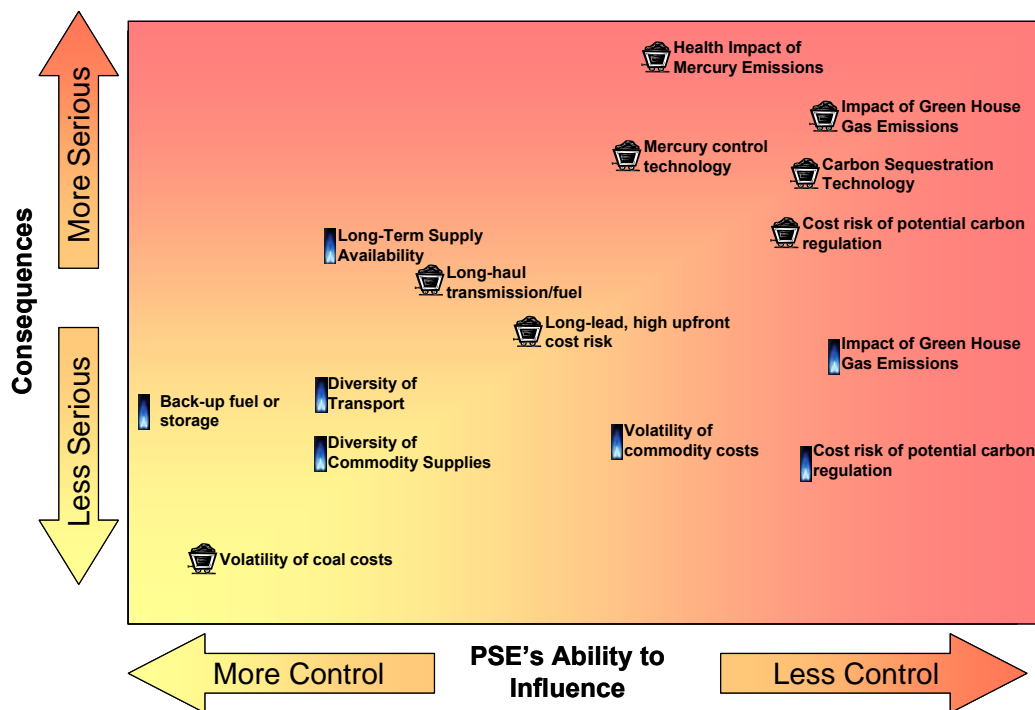 Health Impact of
Mercury Emissions
Impact of Green House
Gas Emissions
Mercury control
technology
Carbon Sequestration
Technology
Cost risk of potential carbon
regulation
Long-Term Supply
Availability
Long-haul
transmission/fuel
Long-lead, high upfront
cost risk
Impact of Green House
Gas Emissions
Diversity of
Transport
Back-up fuel or
storage
Volatility of
commodity costs
Diversity of
Commodity Supplies
Cost risk of potential carbon
regulation
Volatility of coal costs
Consequences
More Serious
Less Serious
More Control
PSE's Ability to
Influence
Less Control